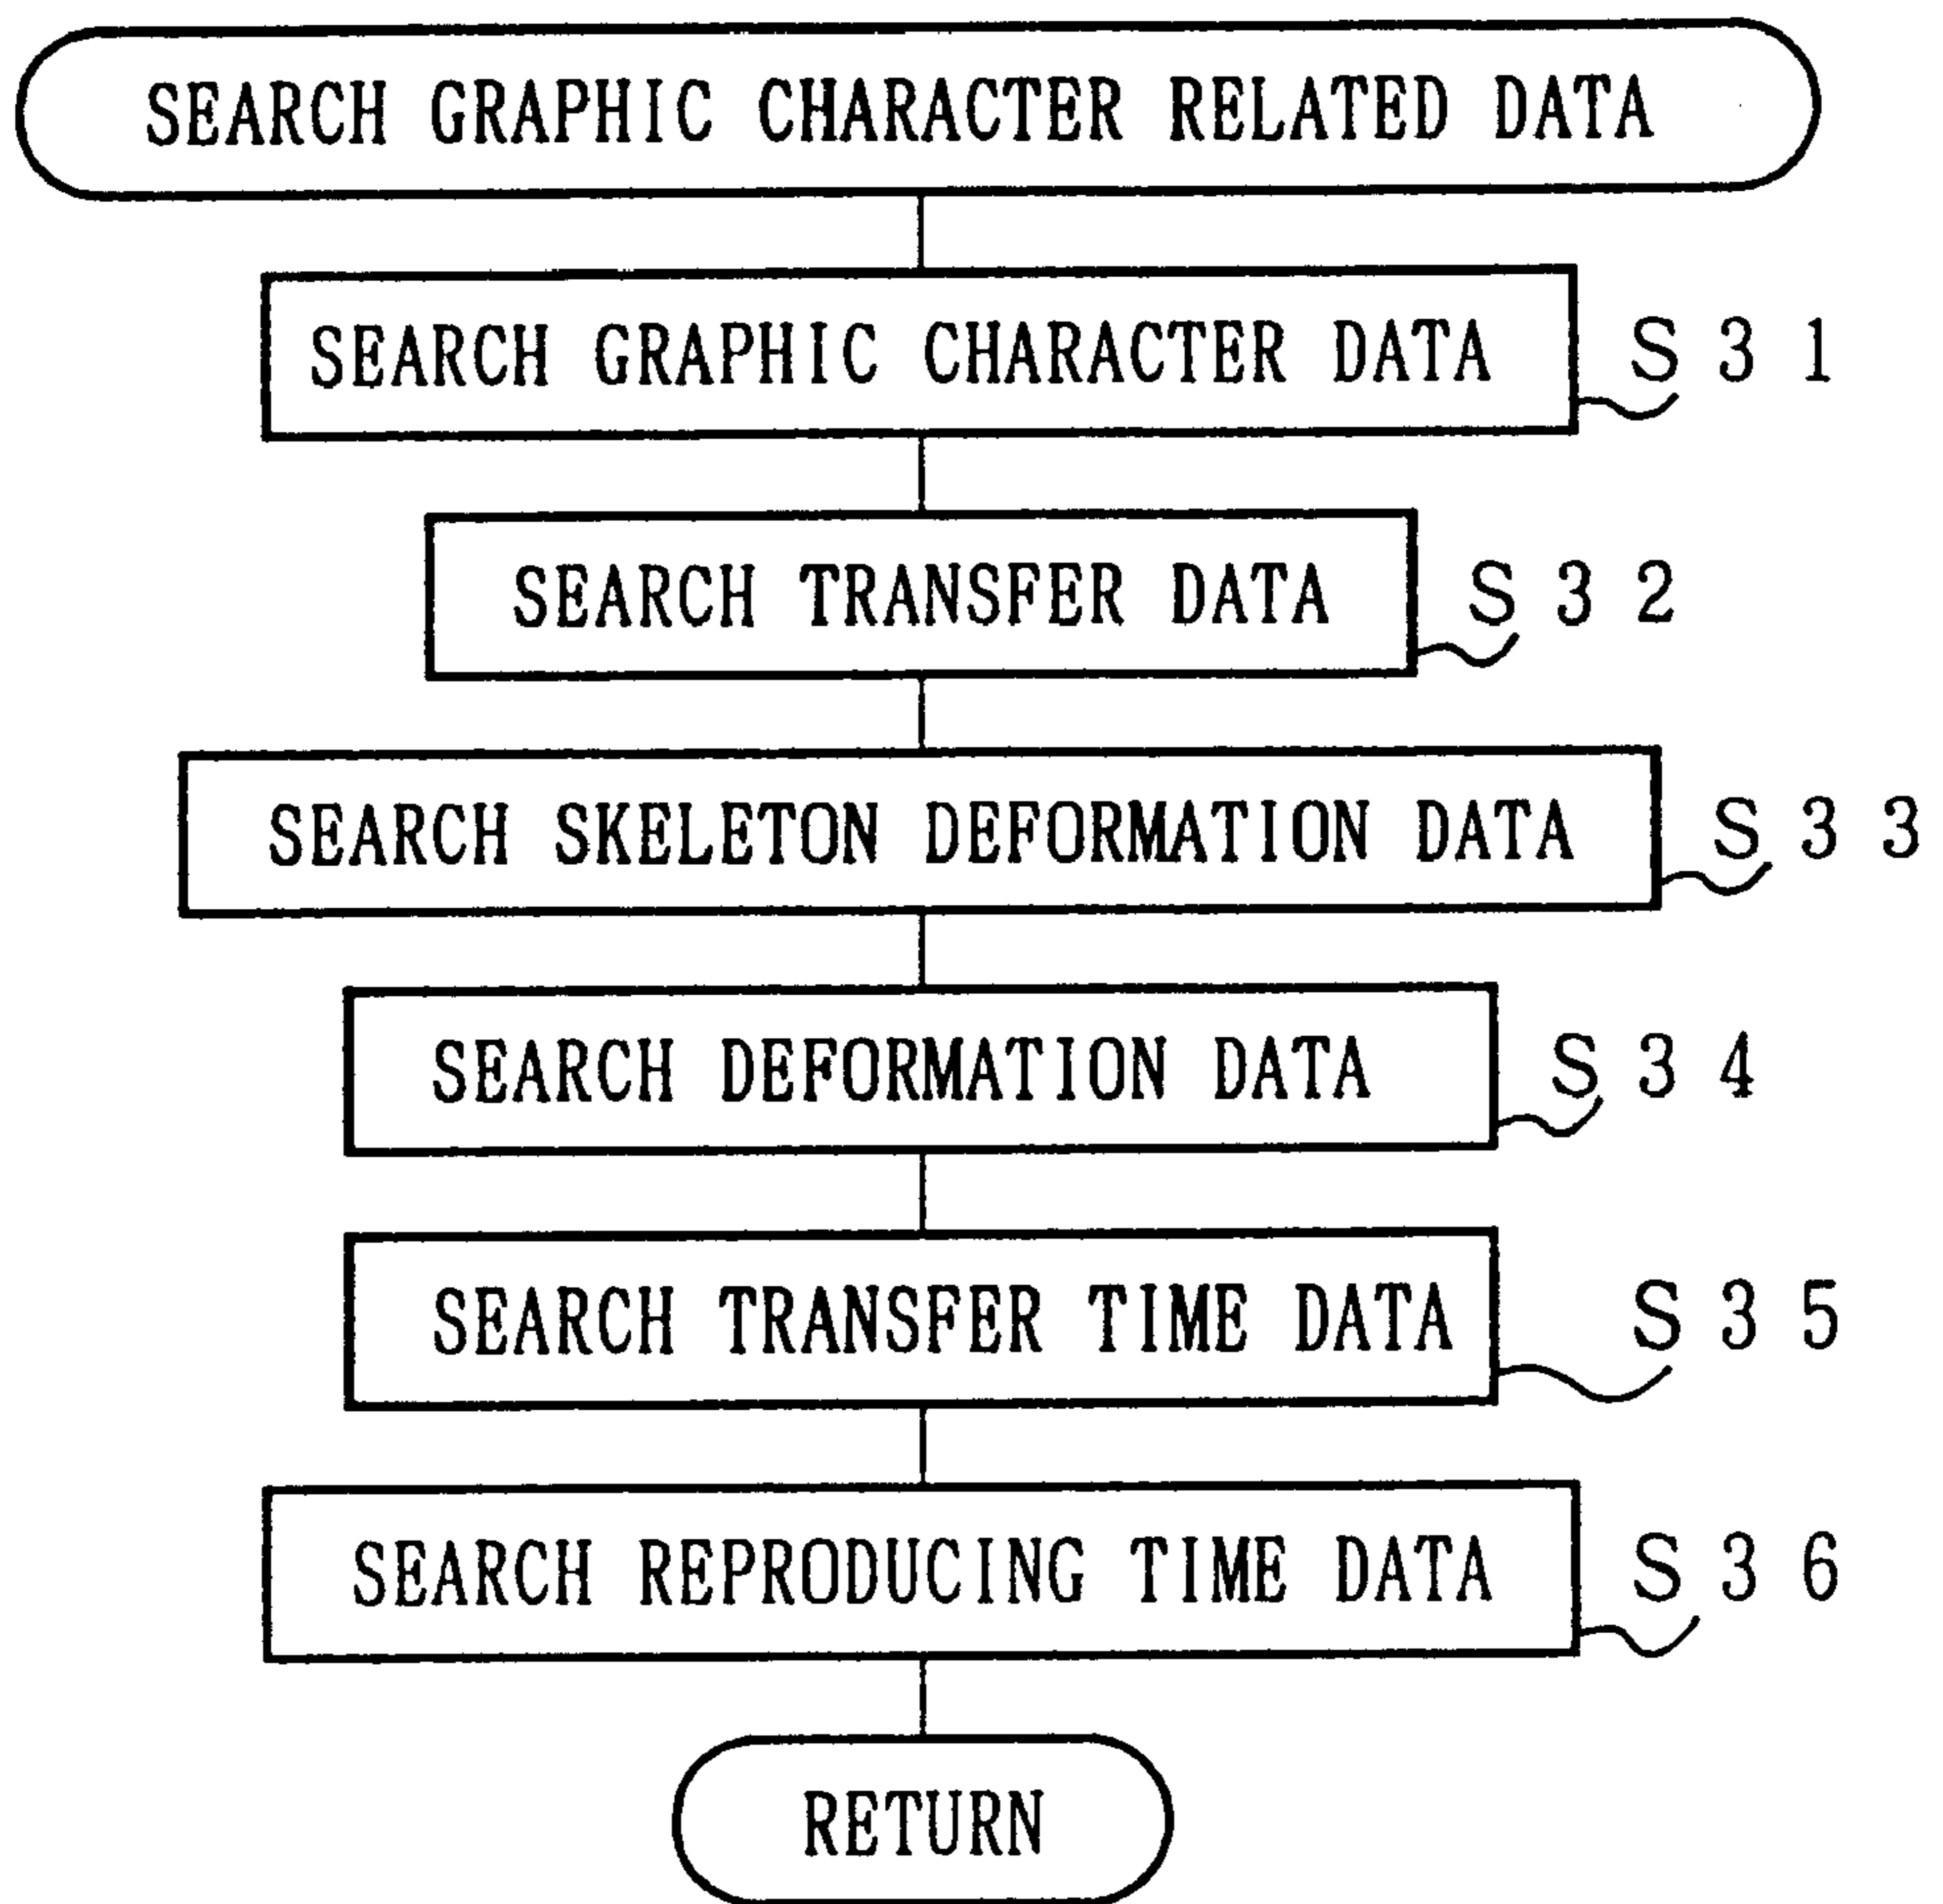 SEARCH GRAPHIC CHARACTER RELATED DATA
SEARCH GRAPHIC CHARACTER DATA S31
SEARCH TRANSFER DATA S32
SEARCH SKELETON DEFORMATION DATA S33
SEARCH DEFORMATION DATA S34
SEARCH TRANSFER TIME DATA S35
SEARCH REPRODUCING TIME DATA S36
RETURN